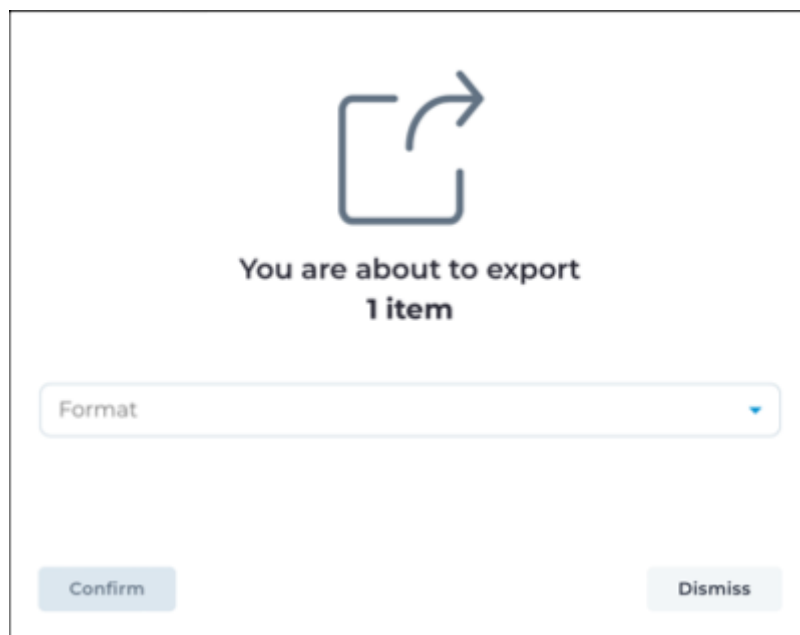 You are about to export
1 item
Format
Confirm
Dismiss